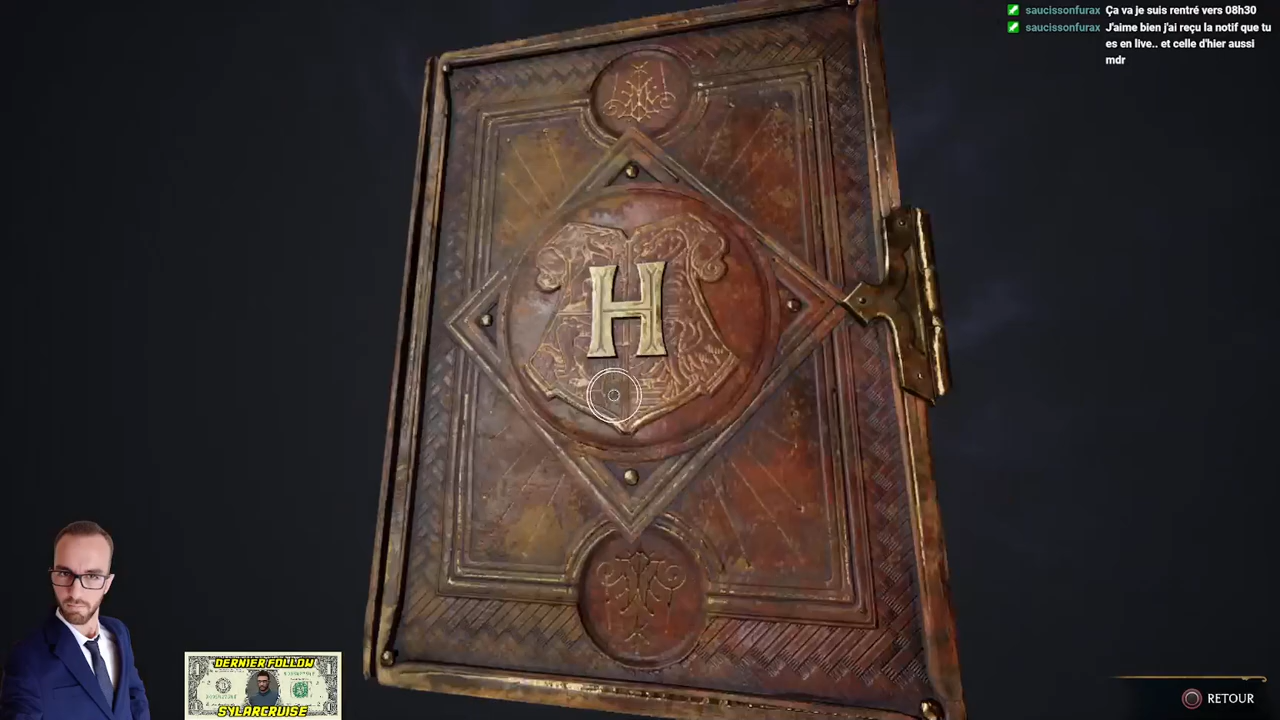 saucissonfurax Ça va je suis rentré vers 08h30
saucissonfurax J'aime bien j'ai reçu la notif que tu
es en live.. et celle d'hier aussi
mdr
H
DERNIER FOLLOW
SYLARCRUISE
RETOUR